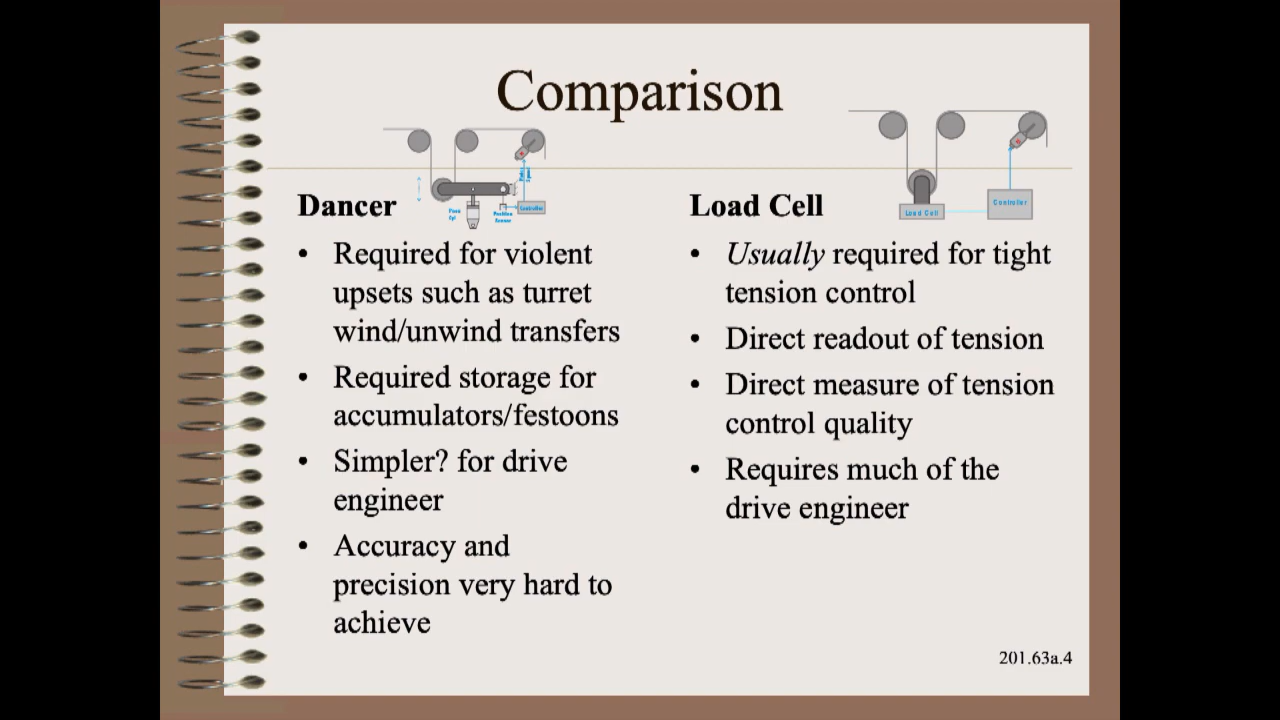 Comparison
Dancer
• Required for violent
upsets such as turret
wind/unwind transfers
• Required storage for
accumulators/festoons
• Simpler? for drive
engineer
• Accuracy and
precision very hard to
achieve
Controller
Load Cell
Load Cell
Controller
• Usually required for tight
tension control
• Direct readout of tension
• Direct measure of tension
control quality
• Requires much of the
drive engineer
201.63a.4